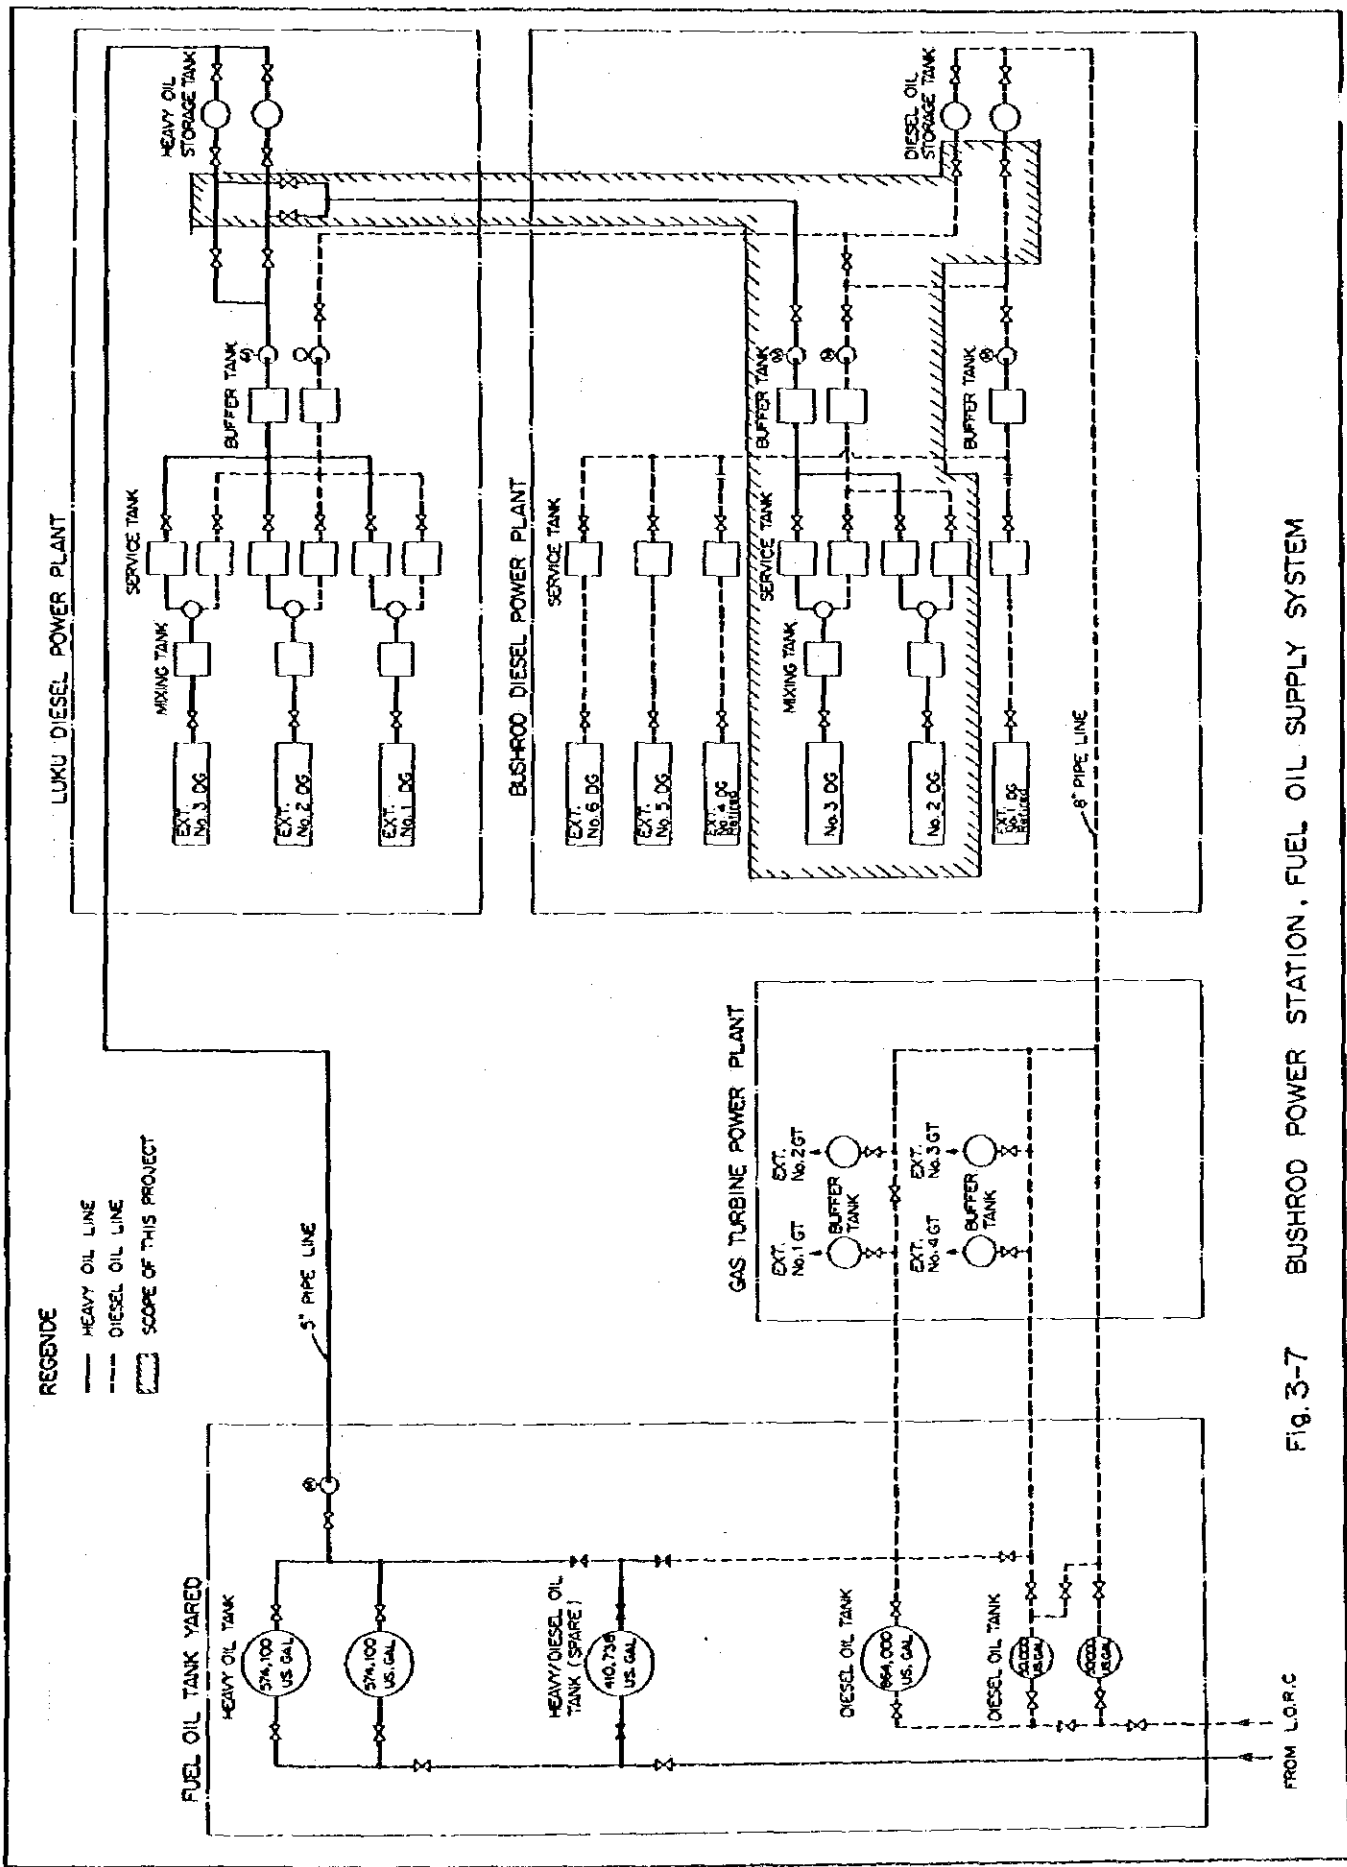 REGENDE
HEAVY OIL LINE
DIESEL OIL LINE
SCOPE OF THIS PROJECT
FUEL OIL TANK YARED
HEAVY OIL TANK
574,100
US. GAL
574,100
US. GAL
HEAVY/DIESEL OIL
TANK (SPARE)
410,736
US. GAL
DIESEL OIL TANK
864,000
US. GAL
DIESEL OIL TANK
US.GAL
US.GAL
FROM L.O.R.C
M
5" PIPE LINE
GAS TURBINE POWER PLANT
EXT.
No.1 GT
EXT.
No.2 GT
BUFFER
TANK
EXT.
No.4 GT
EXT.
No.3 GT
BUFFER
TANK
8" PIPE LINE
LUKU DIESEL POWER PLANT
HEAVY OIL
STORAGE TANK
BUFFER TANK
M
SERVICE TANK
MIXING TANK
EXT.
No.3 DG
EXT.
No.2 DG
EXT.
No.1 DG
BUSHROD DIESEL POWER PLANT
DIESEL OIL
STORAGE TANK
SERVICE TANK
BUFFER TANK
M
M
SERVICE TANK
MIXING TANK
BUFFER TANK
M
EXT.
No.6 DG
EXT.
No.5 DG
EXT.
No.4 DG
Retired
No.3 DG
No.2 DG
EXT.
No.1 DG
Retired
Fig. 3-7 BUSHROD POWER STATION, FUEL OIL SUPPLY SYSTEM